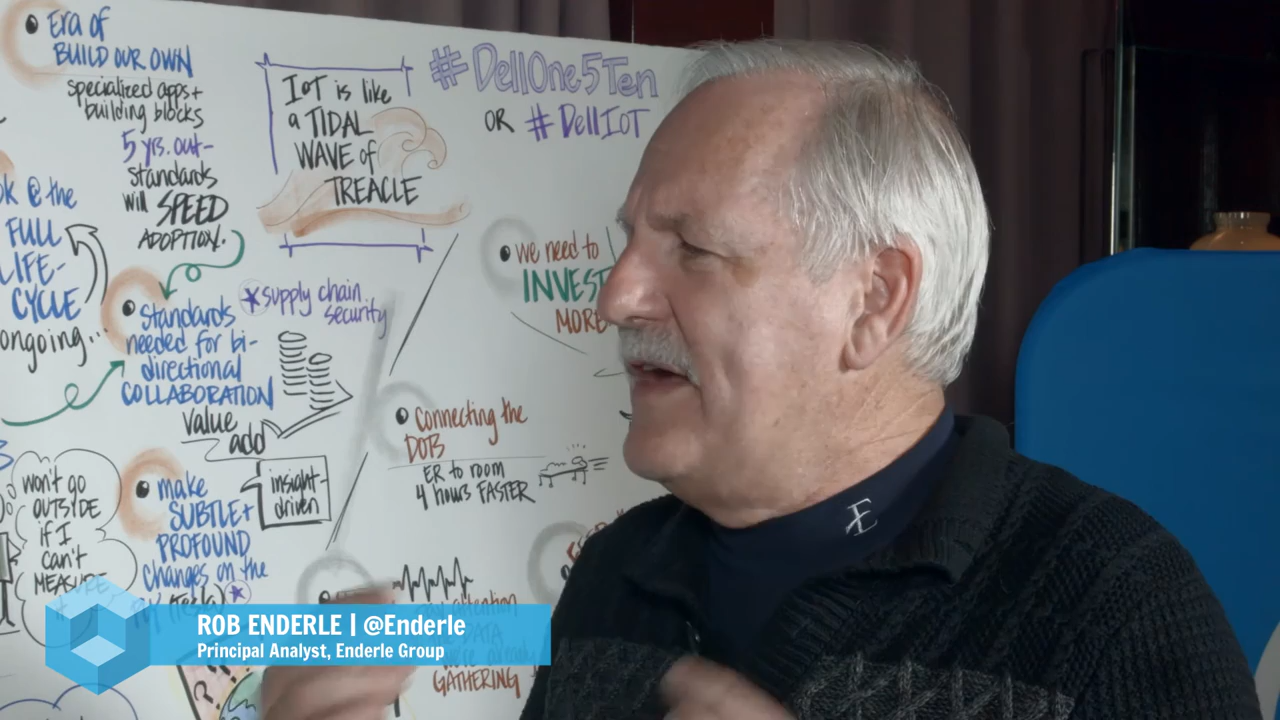 Era of
BUILD OUR OWN
specialized apps +
building blocks
5 yrs. out-
standards
will SPEED
ADOPTION.
IoT is like
a TIDAL
WAVE of
TREACLE
# DellOne5Ten
OR # DellIoT
@ the
FULL
LIFE-
CYCLE
ongoing...
Standards
needed for bi-
directional
COLLABORATION
value
add
supply chain
security
we need to
INVEST
MORE
Connecting the
DOB
ER to room
4 hours FASTER
won't go
OUTSIDE
if I
can't
MEASURE
make
SUBTLE +
PROFOUND
changes on the
insight-
driven
attention
DATA
GATHERING
ROB ENDERLE | @Enderle
Principal Analyst, Enderle Group
E